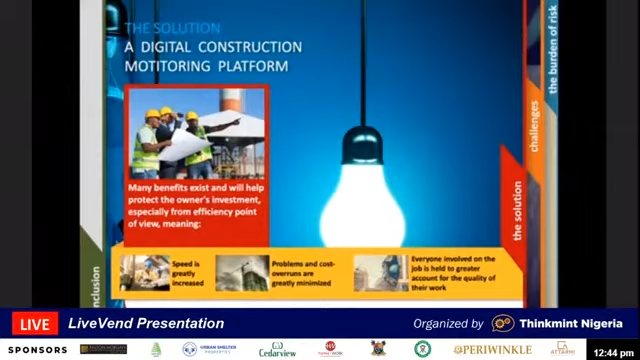 THE SOLUTION
A DIGITAL CONSTRUCTION
MOTITORING PLATFORM
Many benefits exist and will help
protect the owner's investment,
especially from efficiency point
of view, meaning:
Speed is
greatly
increased
Problems and cost-
overruns are
greatly minimized
Everyone involved on the
job is held to greater
account for the quality of
their work
nclusion
the solution
challenges
the burden of risk
LIVE
LiveVend Presentation
Organized by
Thinkmint Nigeria
SPONSORS
URBAN SHELTER
Cedarview
PERIWINKLE
12:44 pm